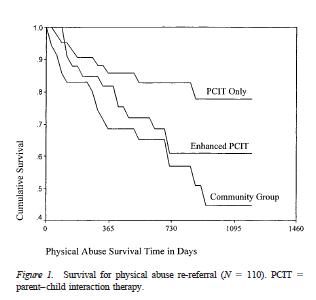 1.0
.9
.8
.7
.6
.5
.4
Cumulative Survival
PCIT Only
Enhanced PCIT
Community Group
0 365 730 1095 1460
Physical Abuse Survival Time in Days
Figure 1. Survival for physical abuse re-referral (N = 110). PCIT =
parent–child interaction therapy.